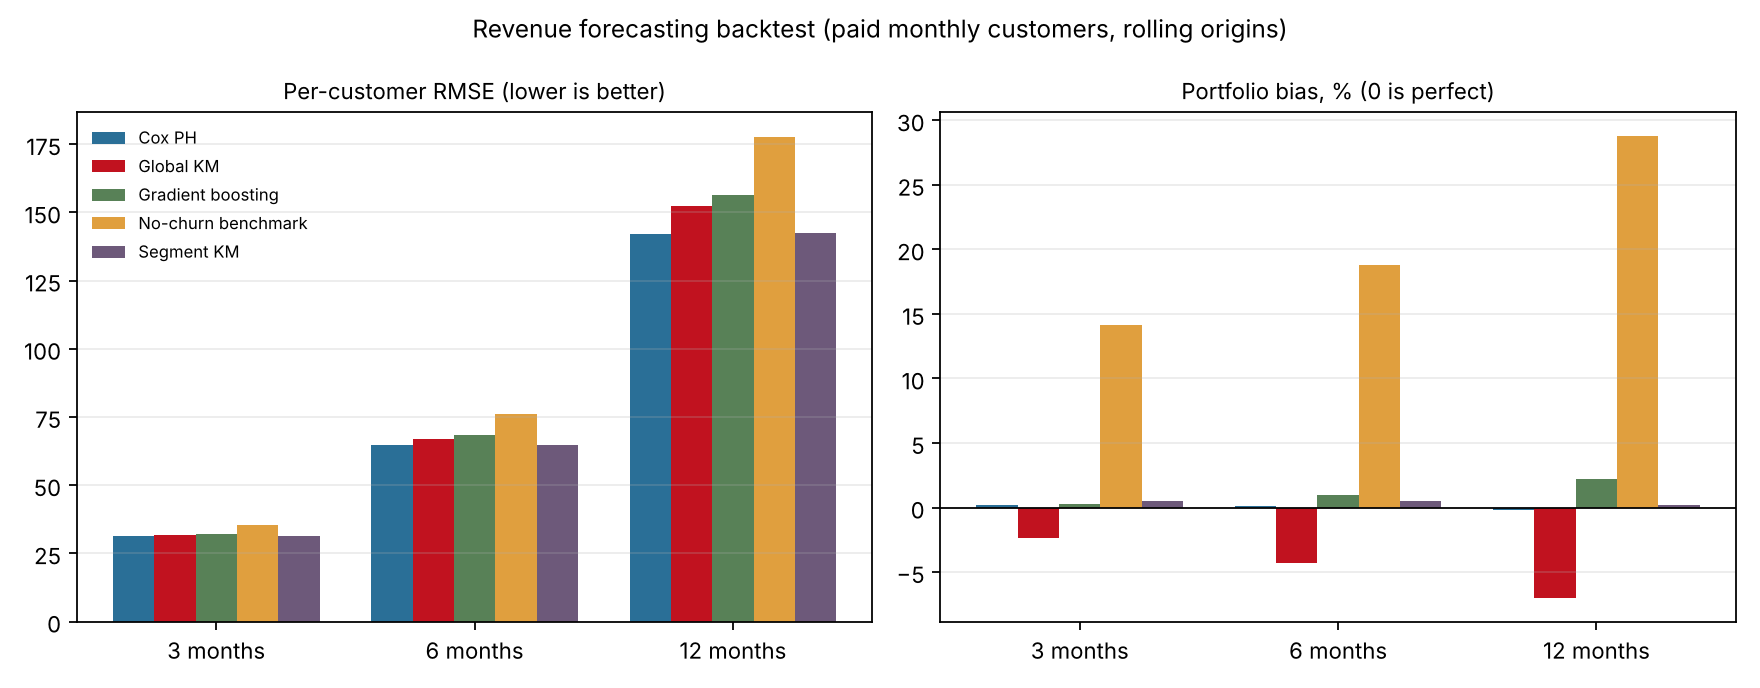 Revenue forecasting backtest (paid monthly customers, rolling origins)
Per-customer RMSE (lower is better)
175
150
125
100
75
50
25
0
Cox PH
Global KM
Gradient boosting
No-churn benchmark
Segment KM
3 months
6 months
12 months
Portfolio bias, % (0 is perfect)
30
25
20
15
10
5
0
−5
3 months
6 months
12 months